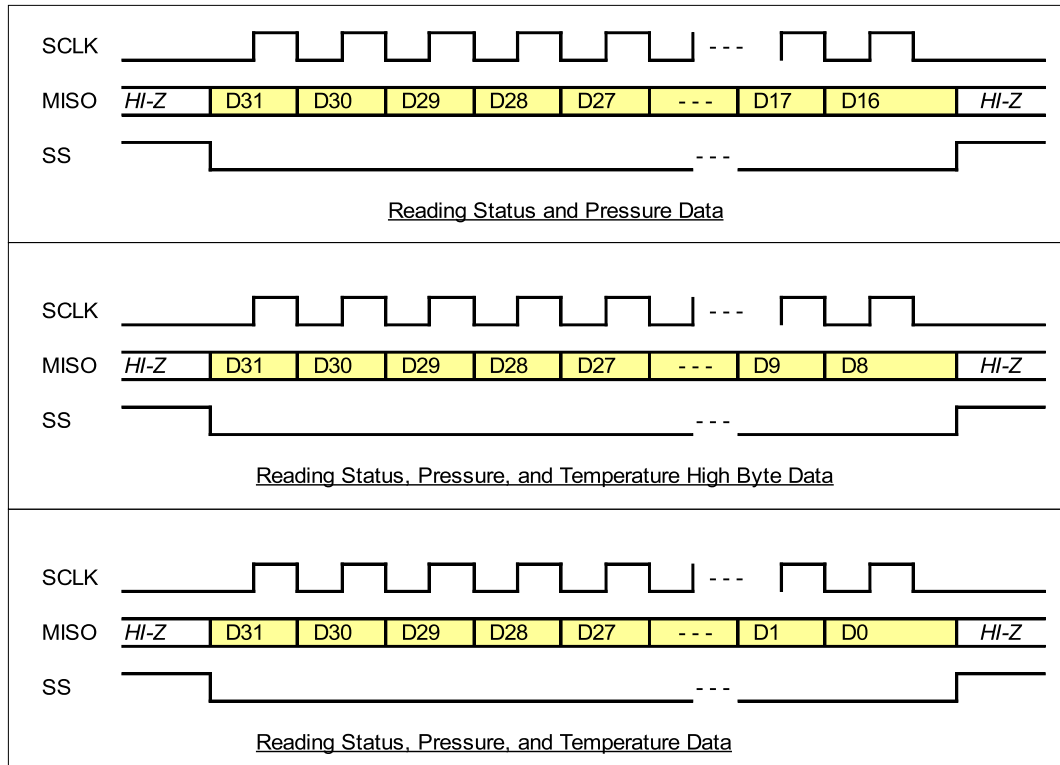 SCLK - - -
MISO HI-Z D31 D30 D29 D28 D27 - - - D17 D16 HI-Z
SS - - -
Reading Status and Pressure Data
SCLK - - -
MISO HI-Z D31 D30 D29 D28 D27 - - - D9 D8 HI-Z
SS - - -
Reading Status, Pressure, and Temperature High Byte Data
SCLK - - -
MISO HI-Z D31 D30 D29 D28 D27 - - - D1 D0 HI-Z
SS - - -
Reading Status, Pressure, and Temperature Data